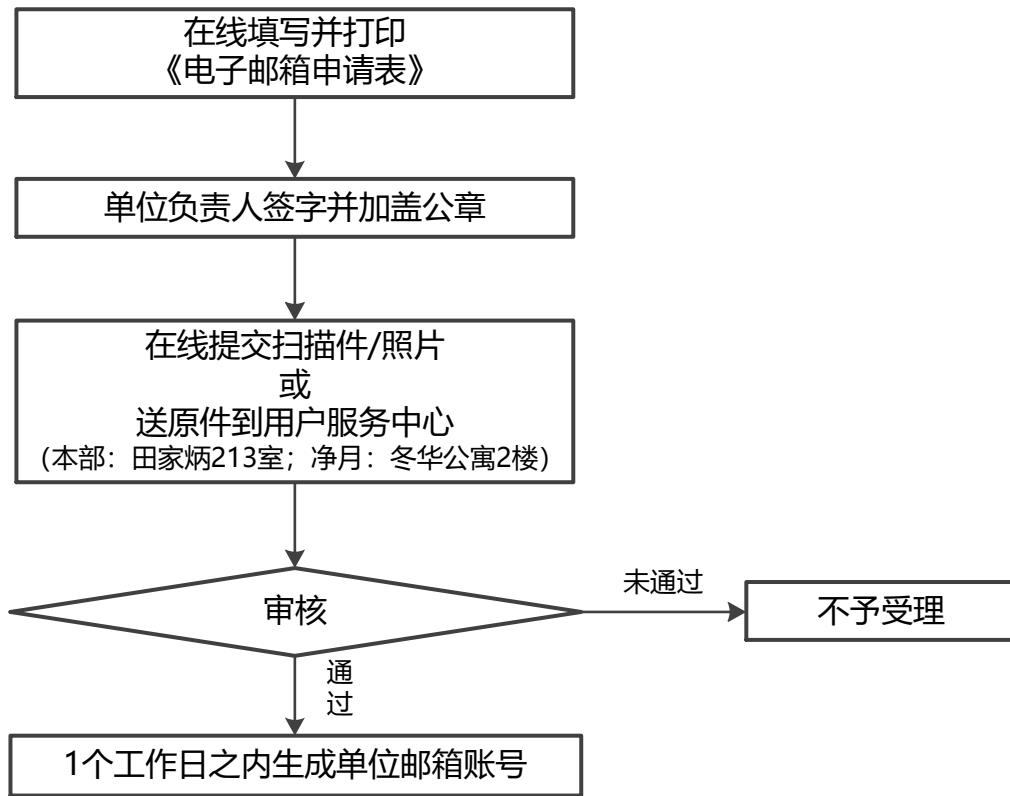 在线填写并打印
《电子邮箱申请表》
单位负责人签字并加盖公章
在线提交扫描件/照片
或
送原件到用户服务中心
（本部：田家炳213室；净月：冬华公寓2楼）
审核
未通过
不予受理
通
过
1个工作日之内生成单位邮箱账号